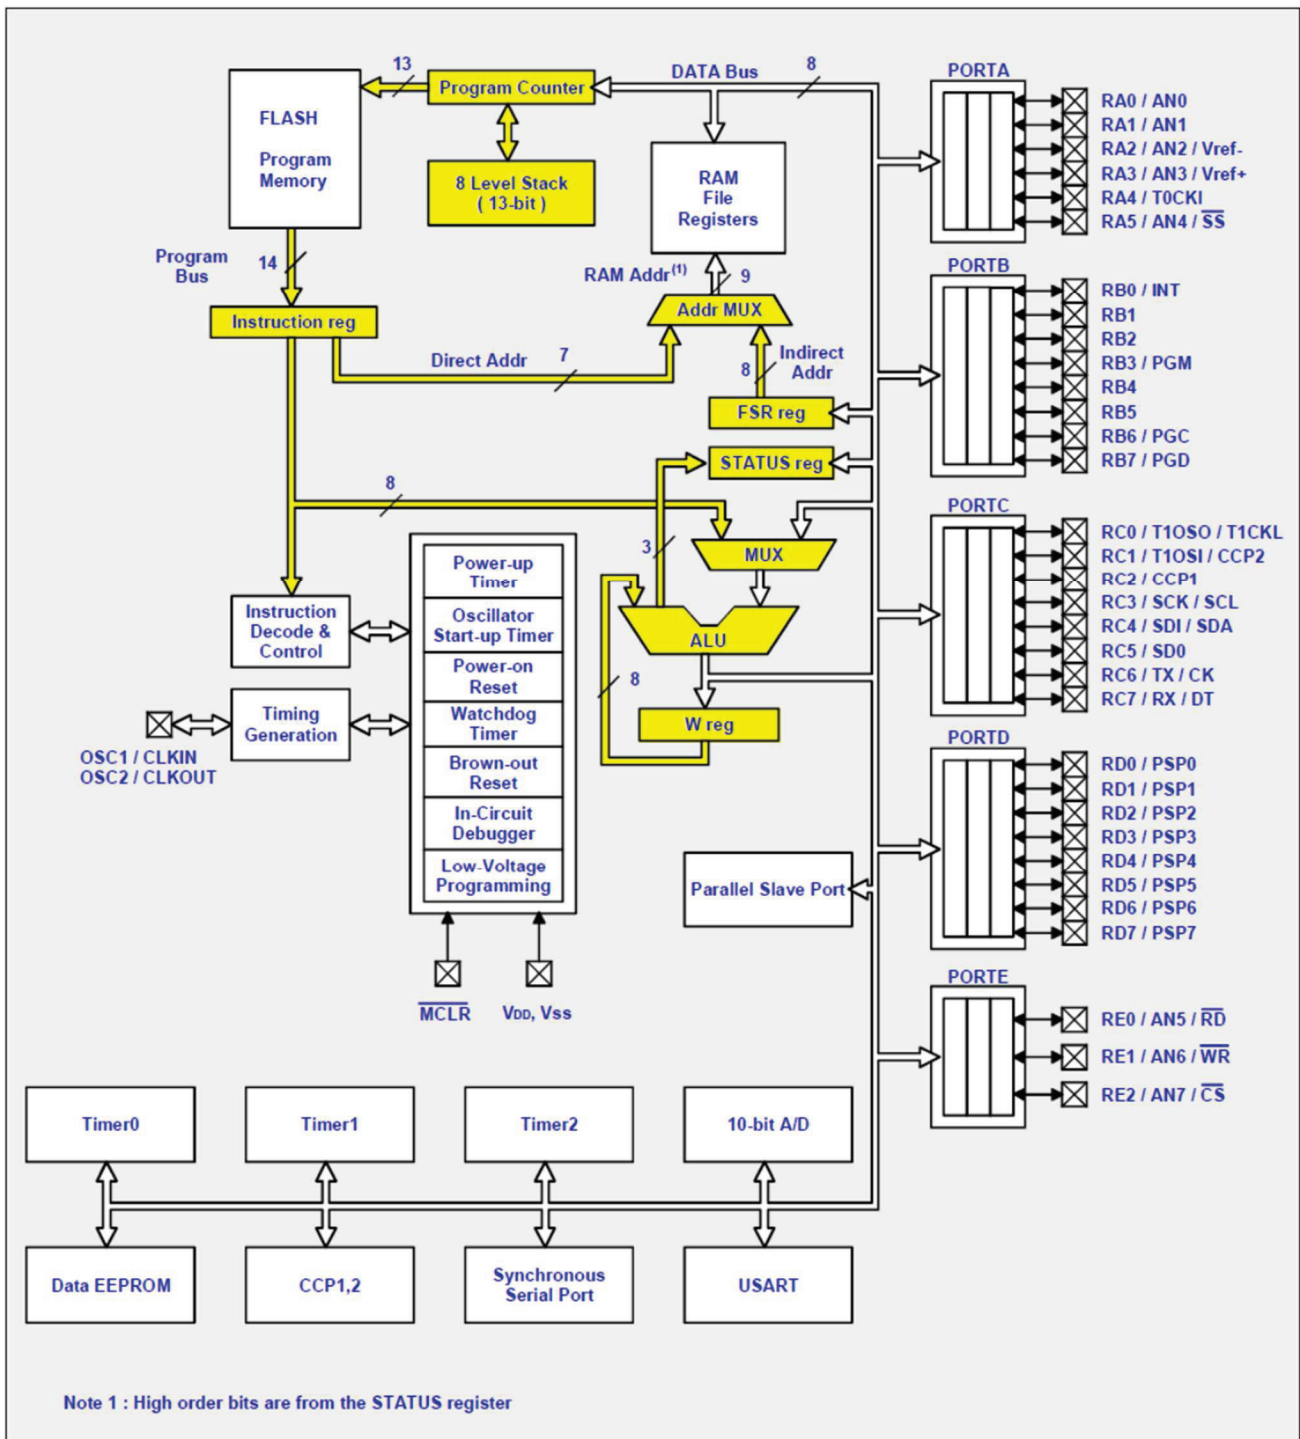 13
DATA Bus
8
FLASH
Program
Memory
Program Counter
8 Level Stack
( 13-bit )
RAM
File
Registers
Program
Bus
14
RAM Addr(1)
9
Instruction reg
Addr MUX
Direct Addr
7
8
Indirect
Addr
FSR reg
STATUS reg
8
3
MUX
ALU
8
W reg
Instruction
Decode &
Control
Timing
Generation
OSC1 / CLKIN
OSC2 / CLKOUT
Power-up
Timer
Oscillator
Start-up Timer
Power-on
Reset
Watchdog
Timer
Brown-out
Reset
In-Circuit
Debugger
Low-Voltage
Programming
MCLR
VDD, Vss
Parallel Slave Port
PORTA
RA0 / AN0
RA1 / AN1
RA2 / AN2 / Vref-
RA3 / AN3 / Vref+
RA4 / T0CKI
RA5 / AN4 / SS
PORTB
RB0 / INT
RB1
RB2
RB3 / PGM
RB4
RB5
RB6 / PGC
RB7 / PGD
PORTC
RC0 / T1OSO / T1CKL
RC1 / T1OSI / CCP2
RC2 / CCP1
RC3 / SCK / SCL
RC4 / SDI / SDA
RC5 / SD0
RC6 / TX / CK
RC7 / RX / DT
PORTD
RD0 / PSP0
RD1 / PSP1
RD2 / PSP2
RD3 / PSP3
RD4 / PSP4
RD5 / PSP5
RD6 / PSP6
RD7 / PSP7
PORTE
RE0 / AN5 / RD
RE1 / AN6 / WR
RE2 / AN7 / CS
Timer0
Timer1
Timer2
10-bit A/D
Data EEPROM
CCP1,2
Synchronous
Serial Port
USART
Note 1 : High order bits are from the STATUS register